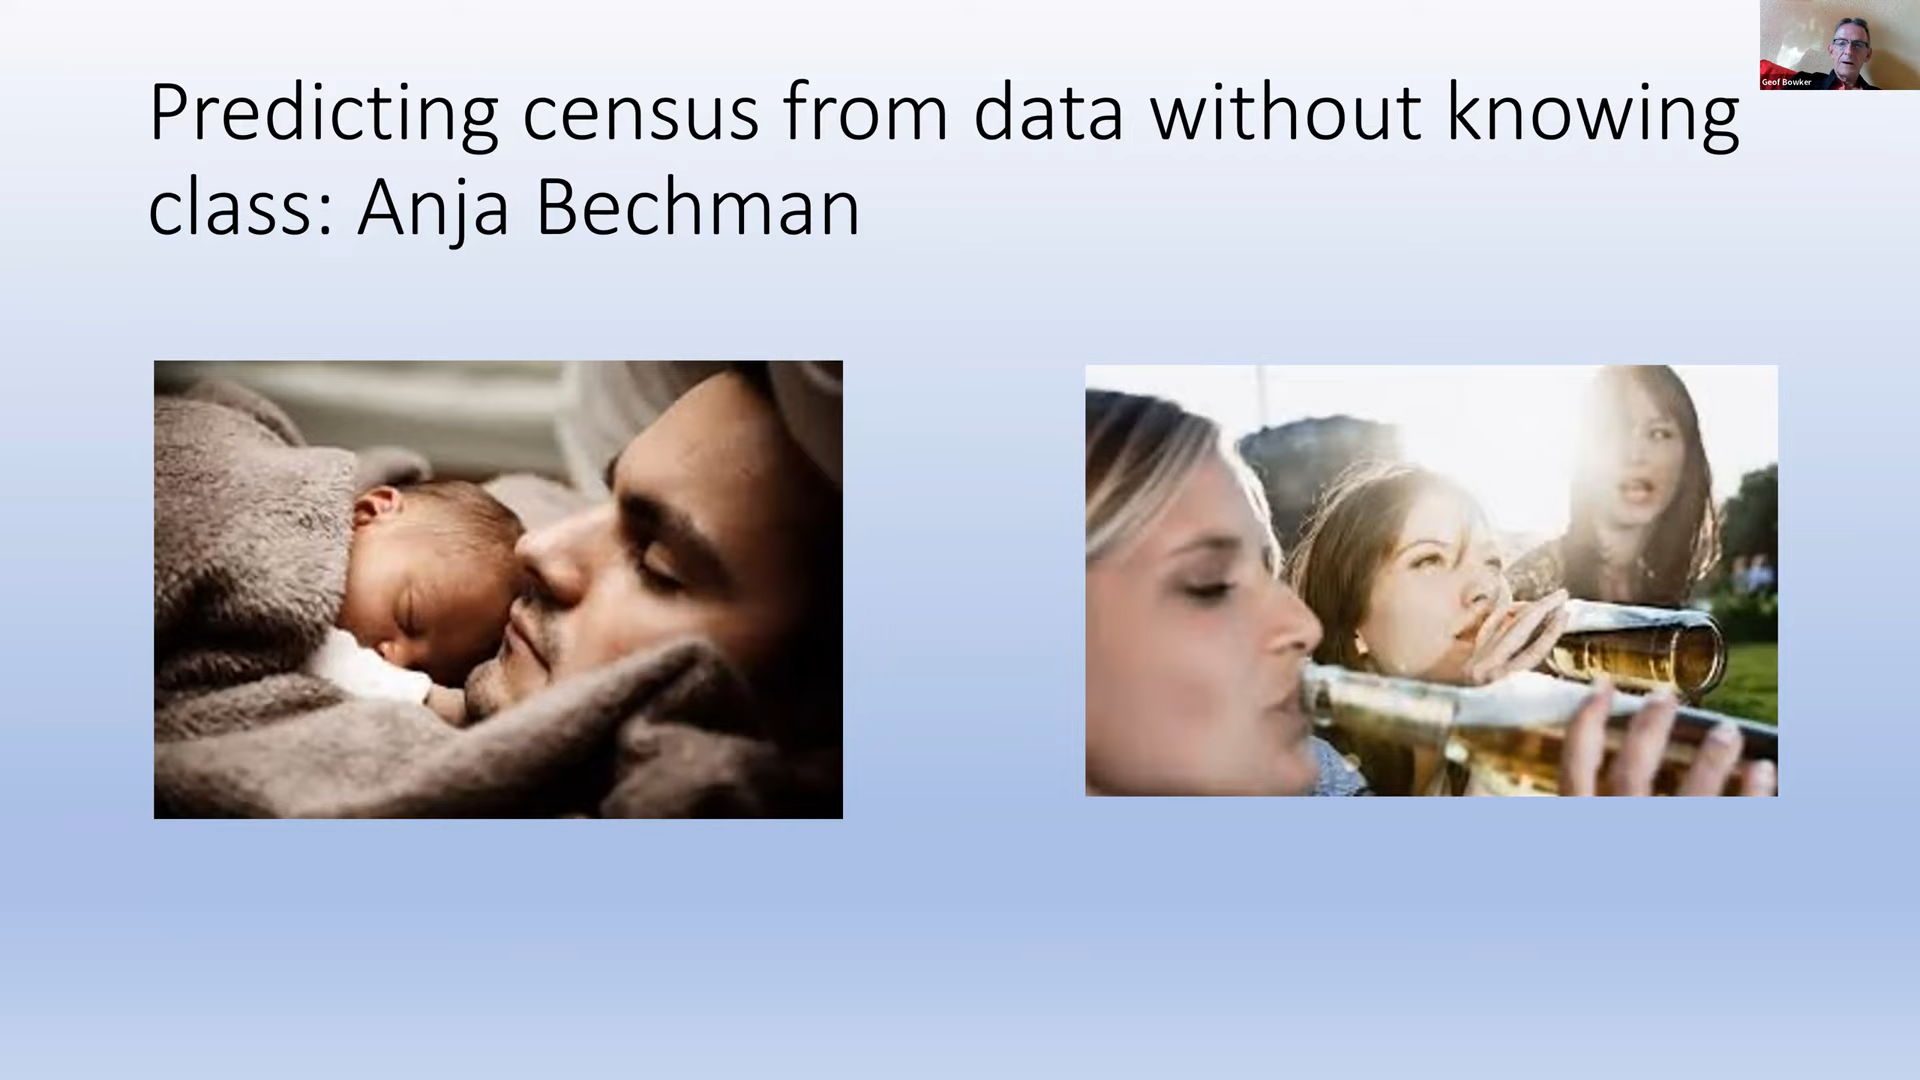 Geof Bowker
Predicting census from data without knowing
class: Anja Bechman